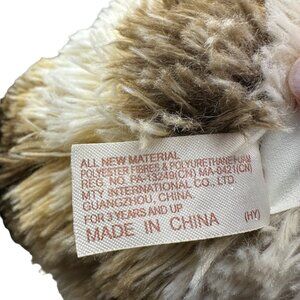 ALL NEW MATERIAL
POLYESTER FIBRES & POLYURETHANE FOAM
REG. NO. PA-13249(CN) MA-0421(CN)
MTY INTERNATIONAL CO., LTD
GUANGZHOU, CHINA
FOR 3 YEARS AND UP
MADE IN CHINA (HY)